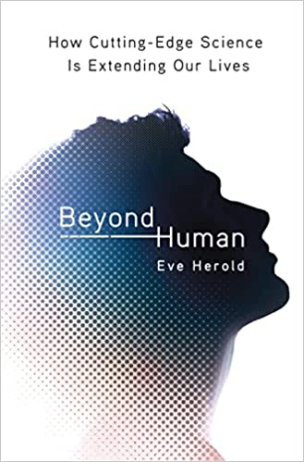 How Cutting-Edge Science
Is Extending Our Lives
Beyond
Human
Eve Herold